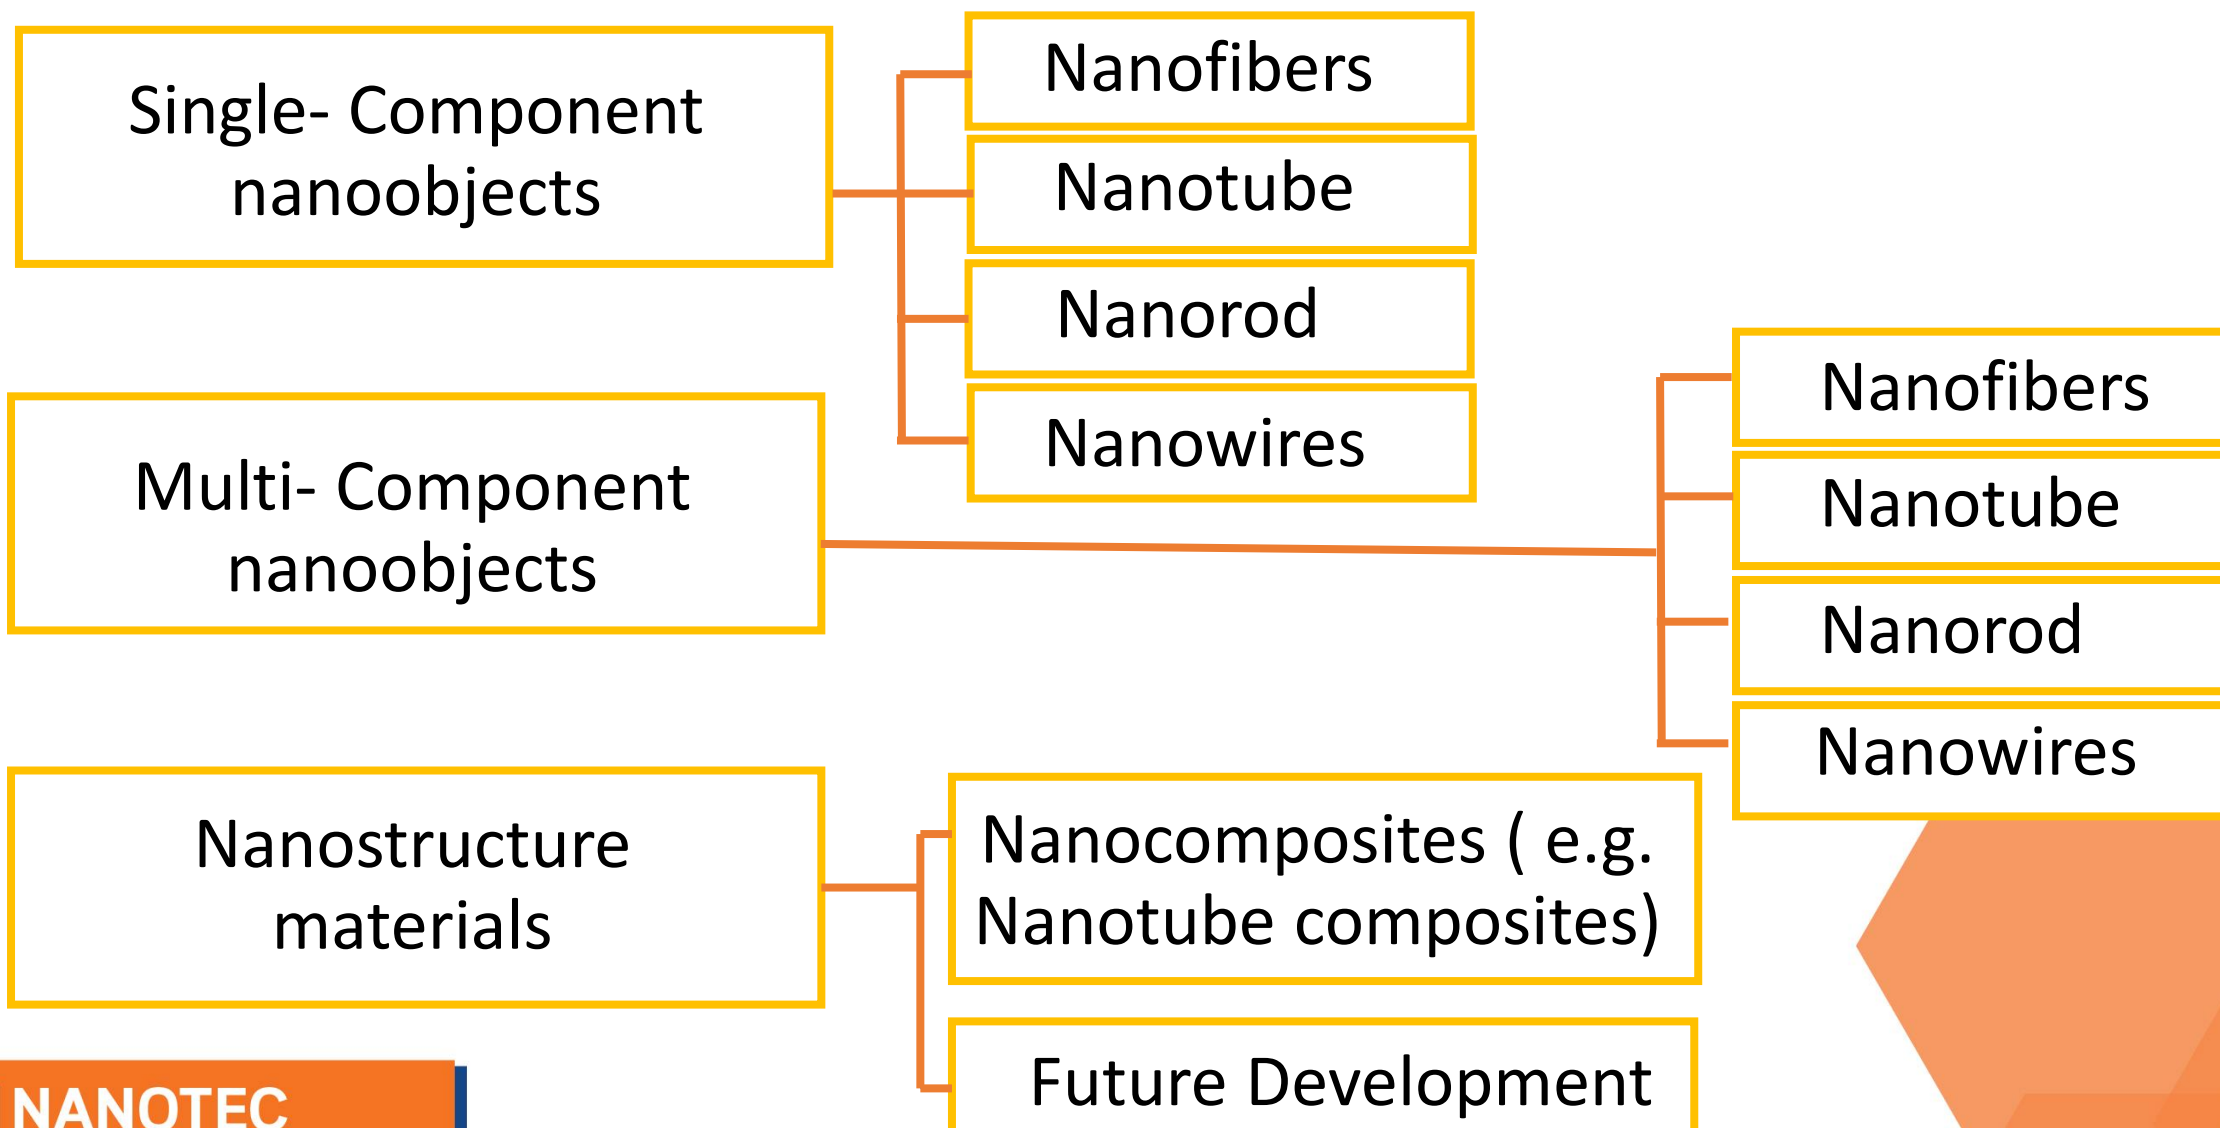 Single- Component
nanoobjects
Nanofibers
Nanotube
Nanorod
Nanowires
Multi- Component
nanoobjects
Nanofibers
Nanotube
Nanorod
Nanowires
Nanostructure
materials
Nanocomposites ( e.g.
Nanotube composites)
Future Development
NANOTEC